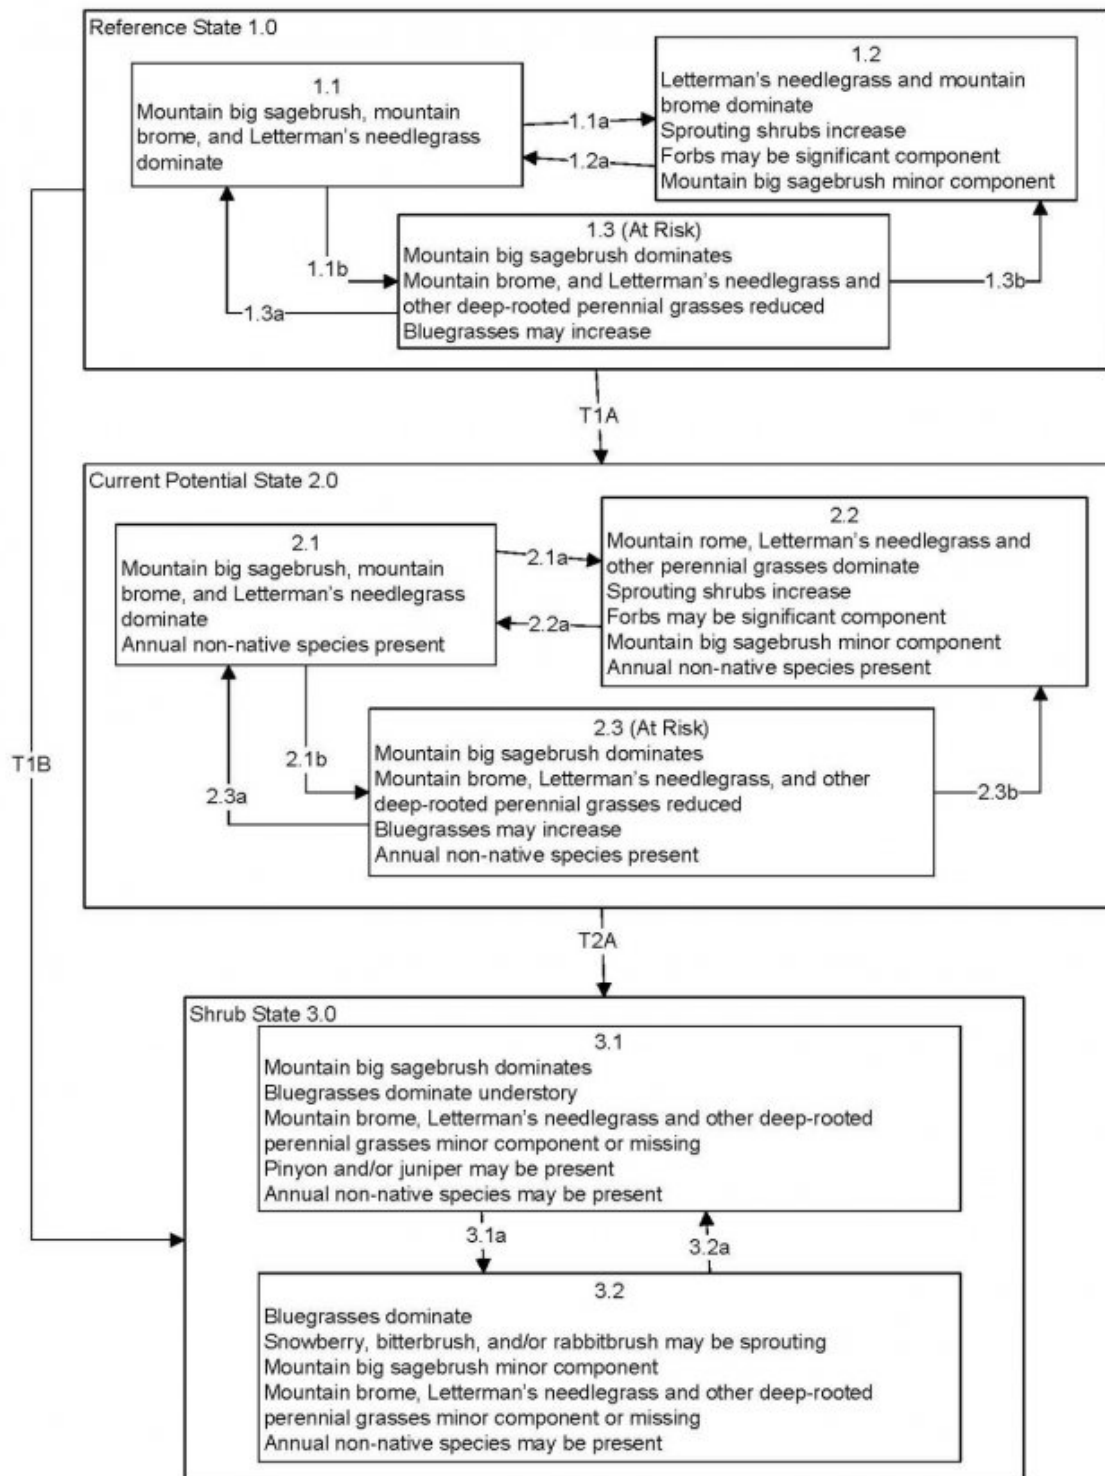 Reference State 1.0
1.1
Mountain big sagebrush, mountain
brome, and Letterman's needlegrass
dominate
1.1a
1.2a
1.2
Letterman's needlegrass and mountain
brome dominate
Sprouting shrubs increase
Forbs may be significant component
Mountain big sagebrush minor component
1.1b
1.3a
1.3 (At Risk)
Mountain big sagebrush dominates
Mountain brome, and Letterman's needlegrass and
other deep-rooted perennial grasses reduced
Bluegrasses may increase
1.3b
T1A
Current Potential State 2.0
2.1
Mountain big sagebrush, mountain
brome, and Letterman's needlegrass
dominate
Annual non-native species present
2.1a
2.2a
2.2
Mountain rome, Letterman's needlegrass and
other perennial grasses dominate
Sprouting shrubs increase
Forbs may be significant component
Mountain big sagebrush minor component
Annual non-native species present
T1B
2.1b
2.3a
2.3 (At Risk)
Mountain big sagebrush dominates
Mountain brome, Letterman's needlegrass, and other
deep-rooted perennial grasses reduced
Bluegrasses may increase
Annual non-native species present
2.3b
T2A
Shrub State 3.0
3.1
Mountain big sagebrush dominates
Bluegrasses dominate understory
Mountain brome, Letterman's needlegrass and other deep-rooted
perennial grasses minor component or missing
Pinyon and/or juniper may be present
Annual non-native species may be present
3.1a
3.2a
3.2
Bluegrasses dominate
Snowberry, bitterbrush, and/or rabbitbrush may be sprouting
Mountain big sagebrush minor component
Mountain brome, Letterman's needlegrass and other deep-rooted
perennial grasses minor component or missing
Annual non-native species may be present